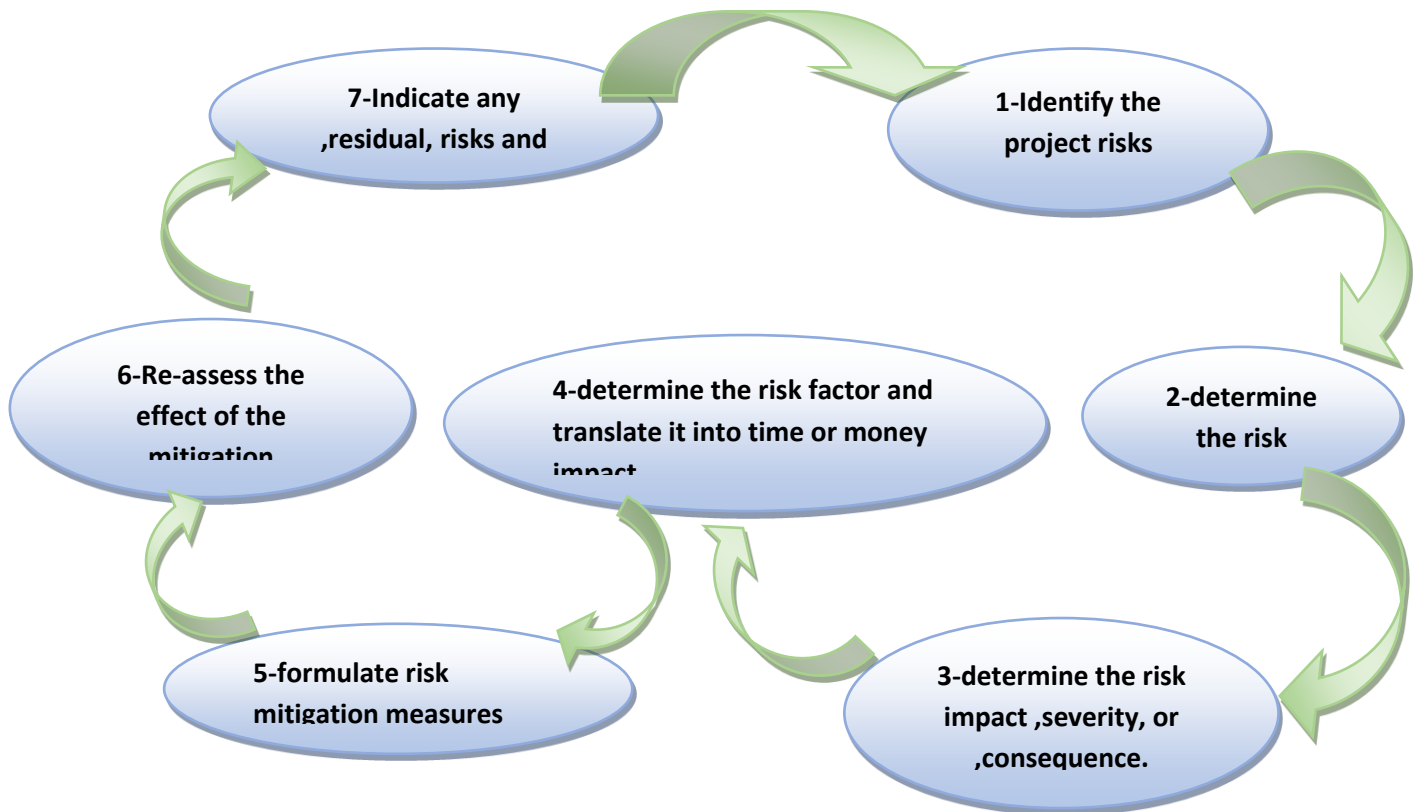 7-Indicate any
,residual, risks and
1-Identify the
project risks
6-Re-assess the
effect of the
mitigation
4-determine the risk factor and
translate it into time or money
impact
2-determine
the risk
5-formulate risk
mitigation measures
3-determine the risk
impact ,severity, or
,consequence.